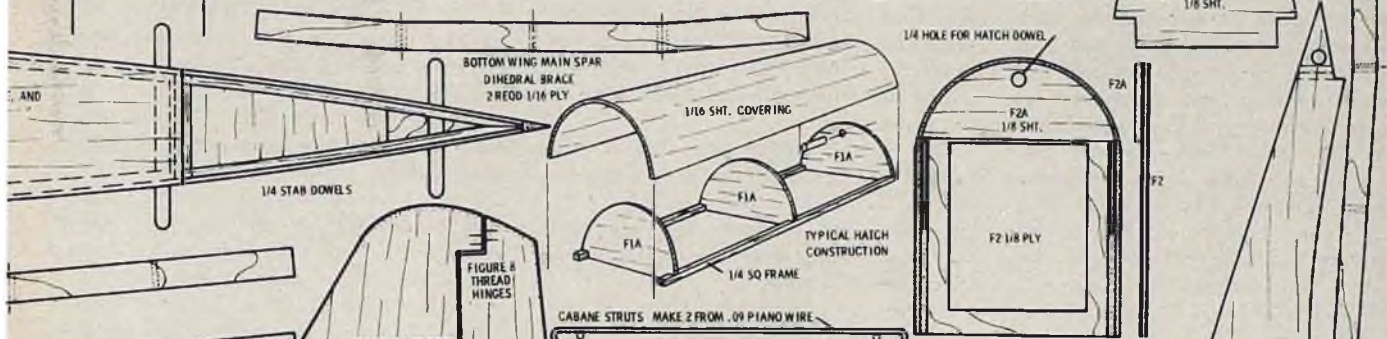 1/8 SHT.
BOTTOM WING MAIN SPAR
DIHEDRAL BRACE
2 REQD 1/16 PLY
1/4 HOLE FOR HATCH DOWEL
F2A
, AND
1/16 SHT. COVERING
F2A
1/8 SHT.
F1A
F1A
F1A
F2
1/4 STAB DOWELS
TYPICAL HATCH
CONSTRUCTION
F2 1/8 PLY
1/4 SQ FRAME
FIGURE 8
THREAD
HINGES
CABANE STRUTS MAKE 2 FROM .09 PIANO WIRE